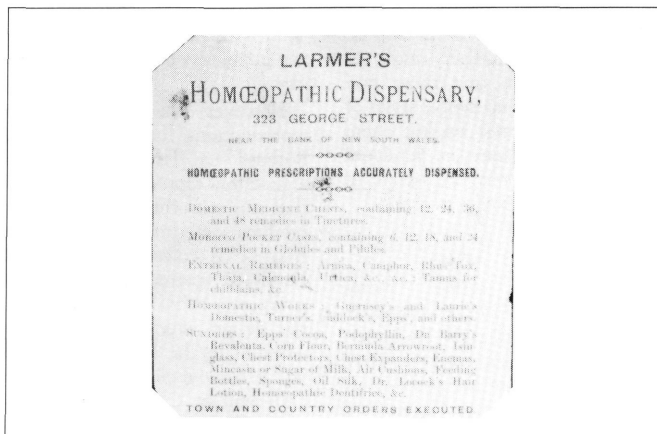 LARMER'S
HOMŒOPATHIC DISPENSARY,
323 GEORGE STREET.
NEAR THE BANK OF NEW SOUTH WALES.
HOMŒOPATHIC PRESCRIPTIONS ACCURATELY DISPENSED.
DOMESTIC MEDICINE CHESTS, containing 12, 24, 36,
and 48 remedies in Tinctures.
MOROCCO POCKET CASES, containing 6, 12, 18, and 24
remedies in Globules and Pilules.
EXTERNAL REMEDIES: Arnica, Camphor, Rhus Tox,
Thuja, Calendula, Urtica, &c., &c.; Tamus for
chilblains, &c.
HOMŒOPATHIC WORKS: Guernsey's and Laurie's
Domestic, Turner's, Epps', and others.
SUNDRIES: Epps' Cocoa, Podophyllin, Du Barry's
Revalenta, Corn Flour, Bermuda Arrowroot, Isin-
glass, Chest Protectors, Chest Expanders, Enemas,
Mincasia or Sugar of Milk, Air Cushions, Feeding
Bottles, Sponges, Oil Silk, Dr. Locock's Hair
Lotion, Homœopathic Dentifrice, &c.
TOWN AND COUNTRY ORDERS EXECUTED